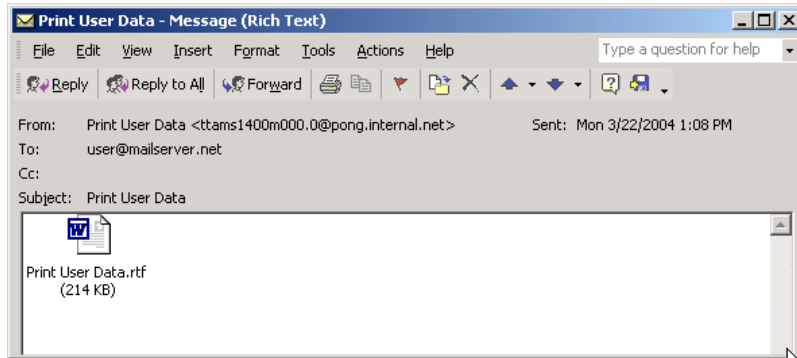 Print User Data - Message (Rich Text)
File Edit View Insert Format Tools Actions Help Type a question for help
Reply Reply to All Forward
From: Print User Data <ttams1400m000.0@pong.internal.net> Sent: Mon 3/22/2004 1:08 PM
To: user@mailserver.net
Cc:
Subject: Print User Data
Print User Data.rtf
(214 KB)